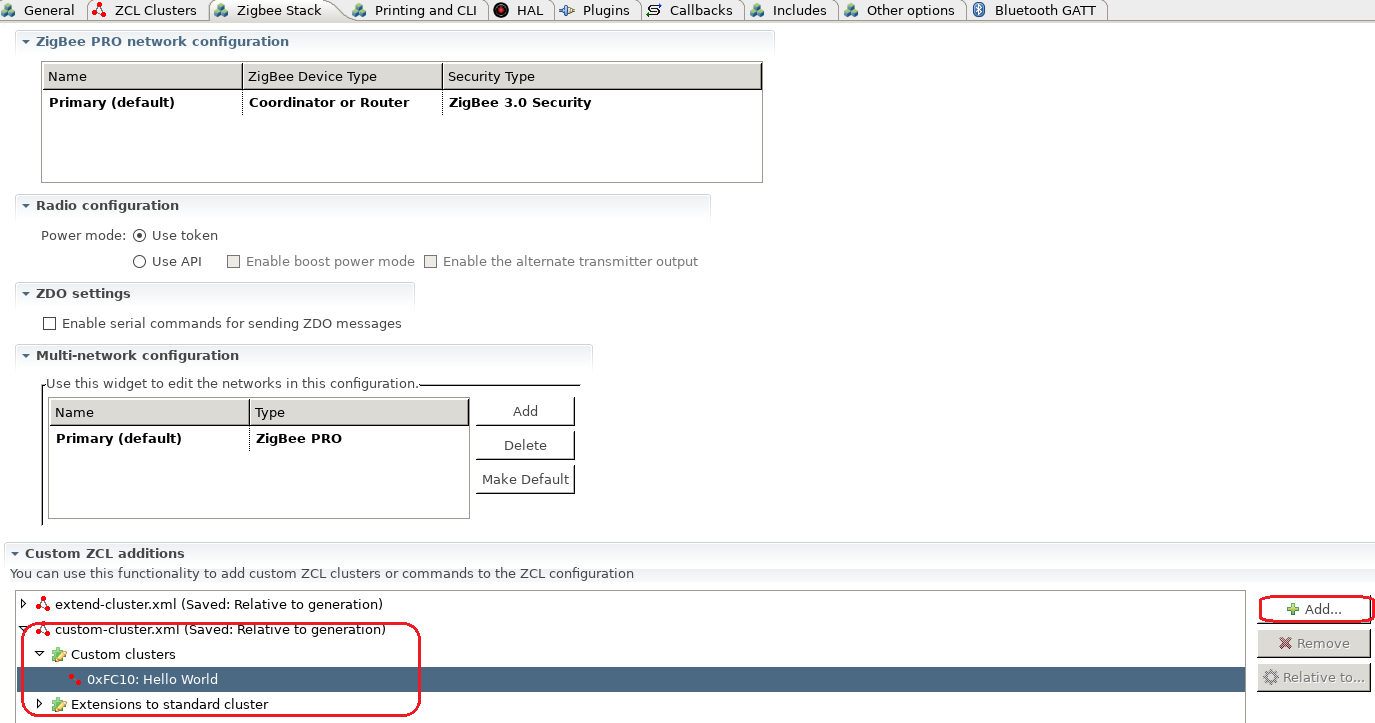 General ZCL Clusters Zigbee Stack Printing and CLI HAL Plugins Callbacks Includes Other options Bluetooth GATT
ZigBee PRO network configuration
Name ZigBee Device Type Security Type
Primary (default) Coordinator or Router ZigBee 3.0 Security
Radio configuration
Power mode: Use token
Use API Enable boost power mode Enable the alternate transmitter output
ZDO settings
Enable serial commands for sending ZDO messages
Multi-network configuration
Use this widget to edit the networks in this configuration.
Name Type Add
Primary (default) ZigBee PRO Delete
Make Default
Custom ZCL additions
You can use this functionality to add custom ZCL clusters or commands to the ZCL configuration
extend-cluster.xml (Saved: Relative to generation) Add...
custom-cluster.xml (Saved: Relative to generation) Remove
Custom clusters
0xFC10: Hello World Relative to...
Extensions to standard cluster